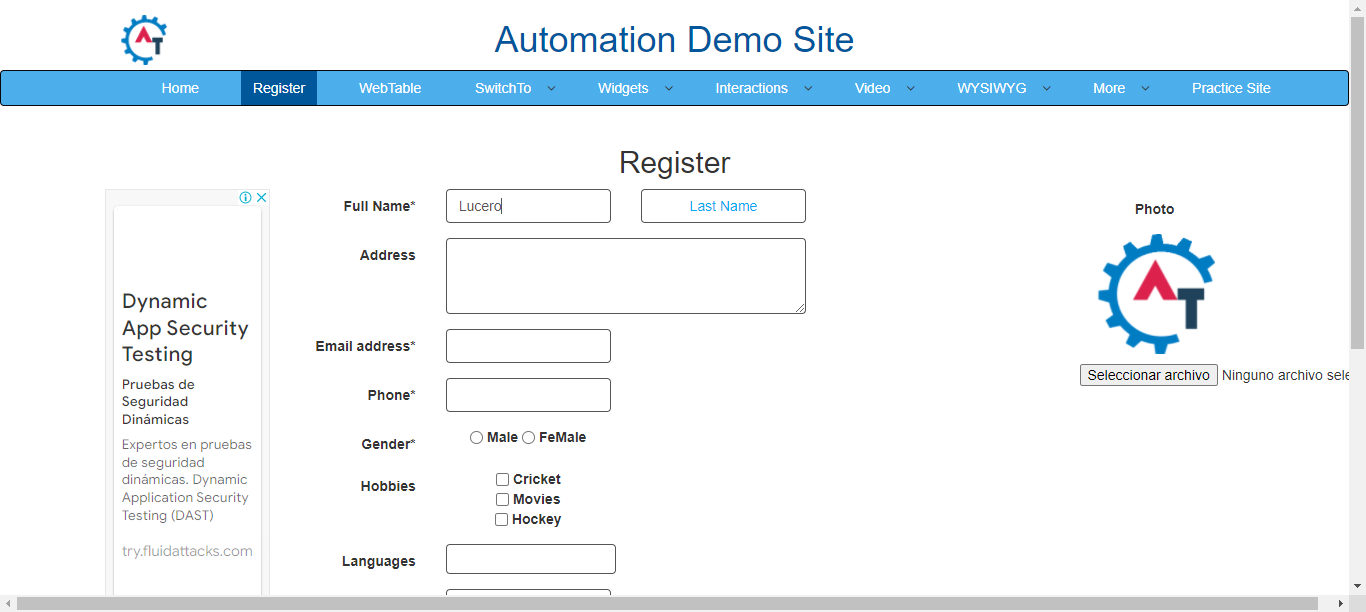 AT
Automation Demo Site
Home Register WebTable SwitchTo Widgets Interactions Video WYSIWYG More Practice Site
Register
Full Name* Lucero Last Name
Photo
Address
AT
Email address*
Seleccionar archivo Ninguno archivo sele
Phone*
Gender* Male FeMale
Hobbies Cricket
Movies
Hockey
Languages
Dynamic
App Security
Testing
Pruebas de
Seguridad
Dinámicas
Expertos en pruebas
de seguridad
dinámicas. Dynamic
Application Security
Testing (DAST)
try.fluidattacks.com